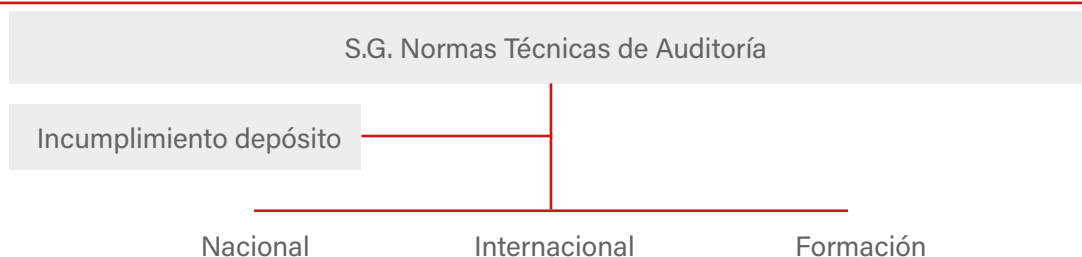 S.G. Normas Técnicas de Auditoría
Incumplimiento depósito
Nacional Internacional Formación